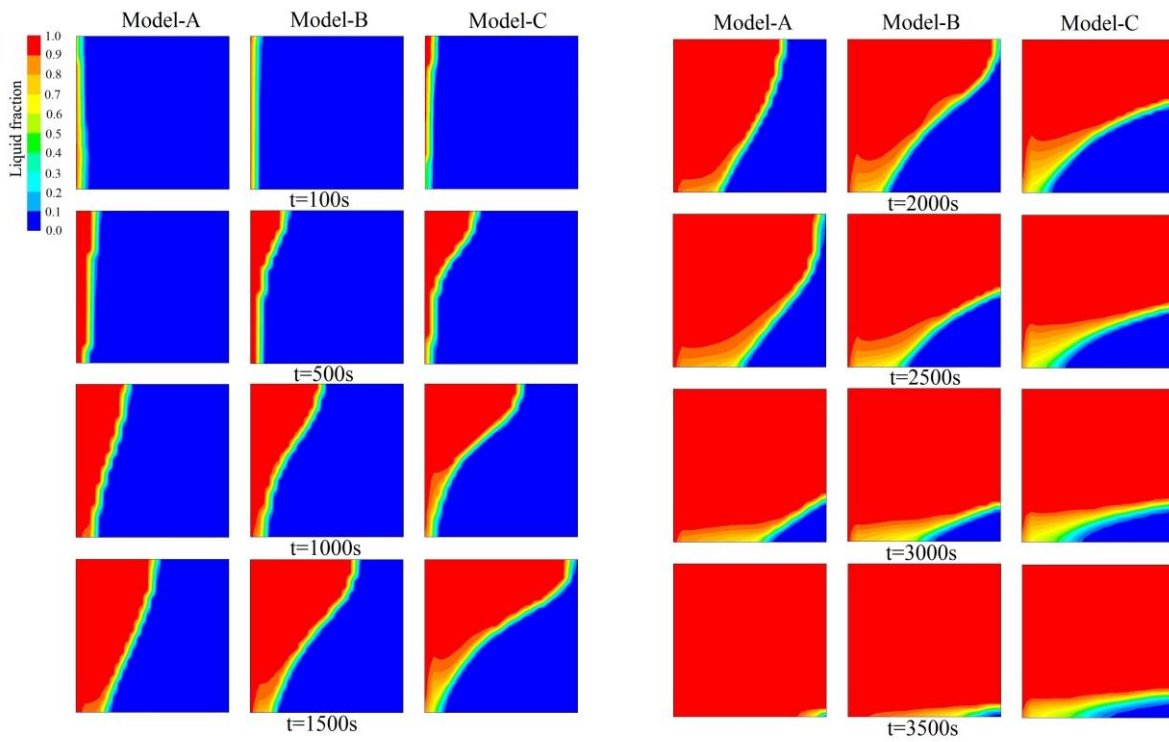 Model-A Model-B Model-C
Liquid fraction
1.0
0.9
0.8
0.7
0.6
0.5
0.4
0.3
0.2
0.1
0.0
t=100s
t=500s
t=1000s
t=1500s
Model-A Model-B Model-C
t=2000s
t=2500s
t=3000s
t=3500s